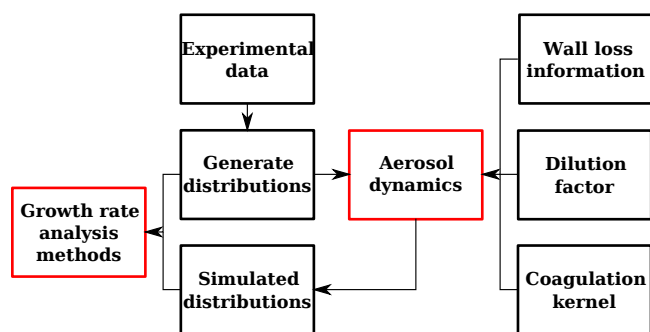 Experimental
data
Wall loss
information
Generate
distributions
Aerosol
dynamics
Dilution
factor
Growth rate
analysis
methods
Simulated
distributions
Coagulation
kernel